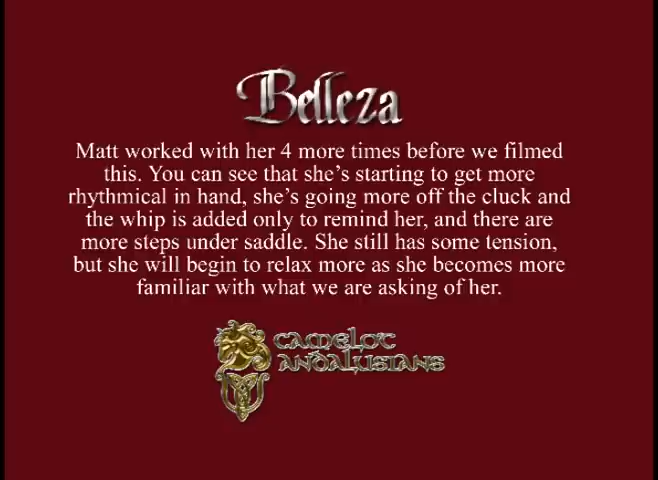 Belleza
Matt worked with her 4 more times before we filmed
this. You can see that she's starting to get more
rhythmical in hand, she's going more off the cluck and
the whip is added only to remind her, and there are
more steps under saddle. She still has some tension,
but she will begin to relax more as she becomes more
familiar with what we are asking of her.
CAMELOT
ANDALUSIANS